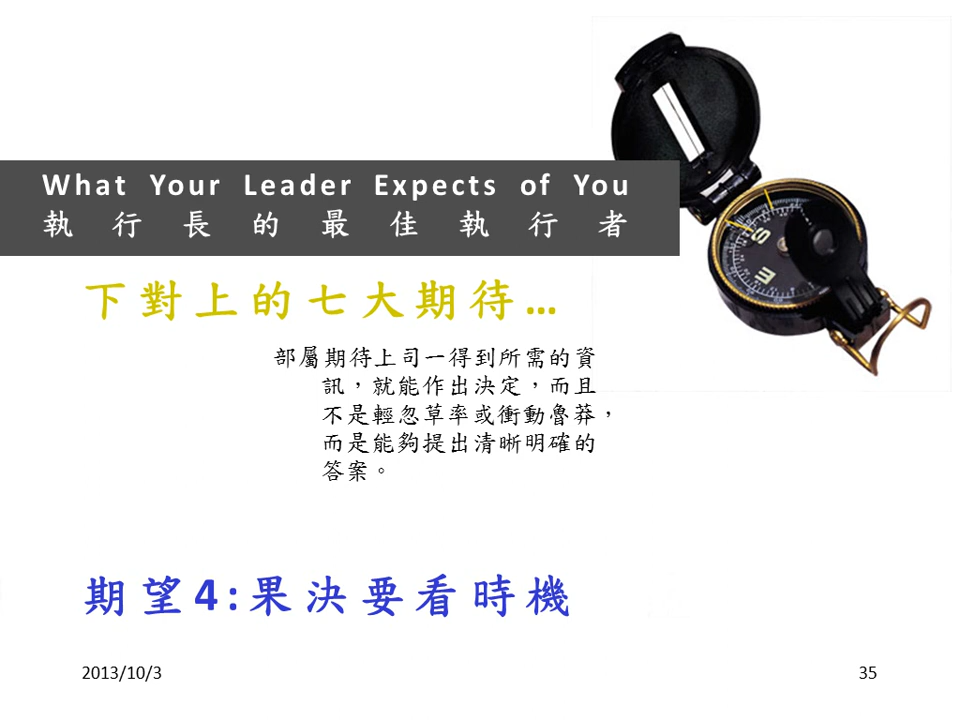 What Your Leader Expects of You
執行長的最佳執行者
下對上的七大期待…
部屬期待上司一得到所需的資
訊，就能作出決定，而且
不是輕忽草率或衝動魯莽，
而是能夠提出清晰明確的
答案。
期望4:果決要看時機
2013/10/3
35
S
E